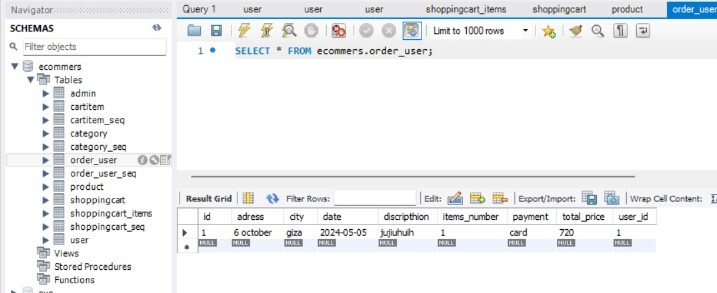 Navigator
Query 1 user user user shoppingcart_items shoppingcart product order_user
SCHEMAS
Limit to 1000 rows
Filter objects
1 SELECT * FROM ecommers.order_user;
ecommers
Tables
admin
cartitem
cartitem_seq
category
category_seq
order_user
order_user_seq
product
shoppingcart
shoppingcart_items
shoppingcart_seq
user
Views
Stored Procedures
Functions
Result Grid Filter Rows: Edit: Export/Import: Wrap Cell Content:
id adress city date discripthion items_number payment total_price user_id
1 6 october giza 2024-05-05 jujiuhuih 1 card 720 1
NULL NULL NULL NULL NULL NULL NULL NULL NULL